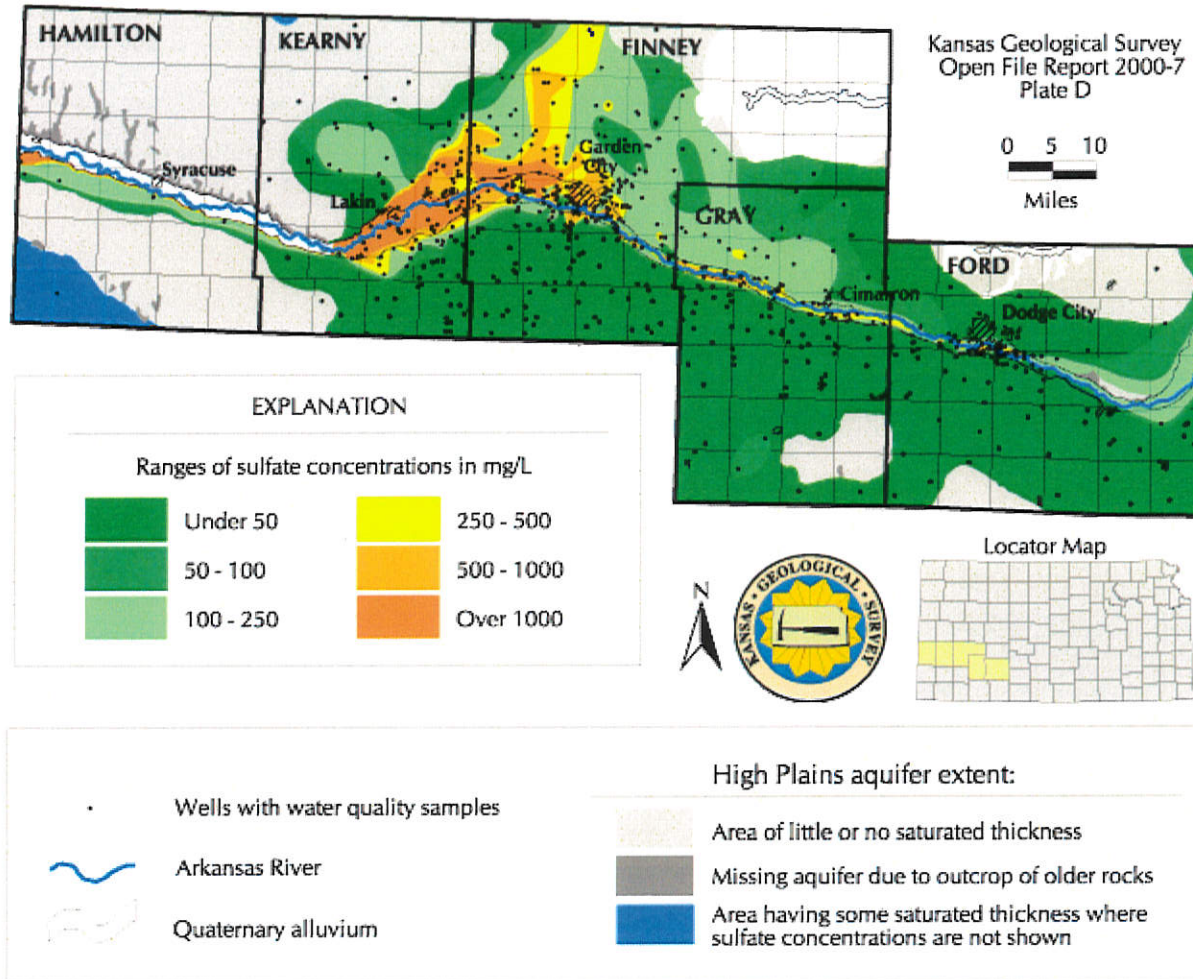 HAMILTON
KEARNY
FINNEY
Kansas Geological Survey
Open File Report 2000-7
Plate D
0 5 10
Miles
Syracuse
Lakin
Garden
City
GRAY
FORD
Cimarron
Dodge City
EXPLANATION
Ranges of sulfate concentrations in mg/L
Under 50
250 - 500
50 - 100
500 - 1000
100 - 250
Over 1000
N
KANSAS • GEOLOGICAL • SURVEY
Locator Map
Wells with water quality samples
Arkansas River
Quaternary alluvium
High Plains aquifer extent:
Area of little or no saturated thickness
Missing aquifer due to outcrop of older rocks
Area having some saturated thickness where
sulfate concentrations are not shown